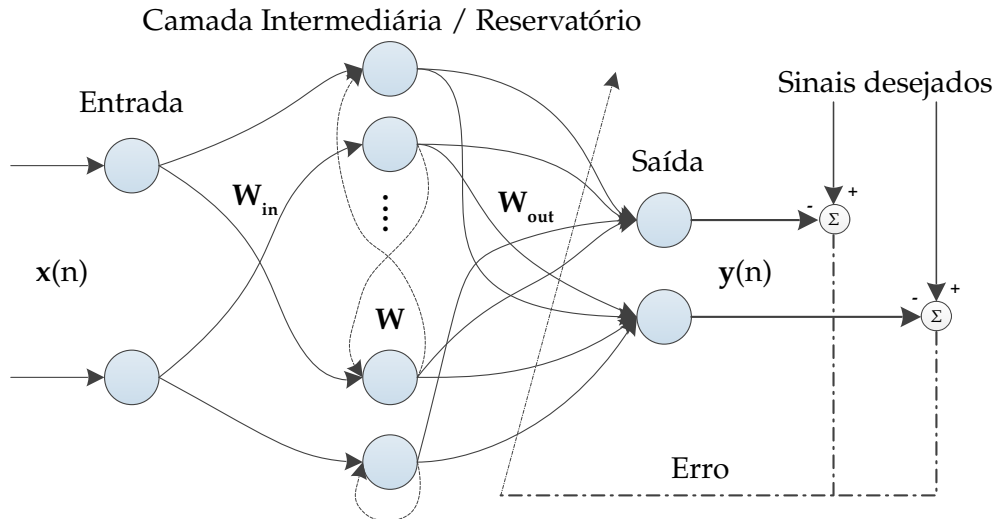 Camada Intermediária / Reservatório
Sinais desejados
Entrada
Saída
W_in
W_out
+
-
Σ
x(n)
y(n)
+
-
Σ
W
Erro